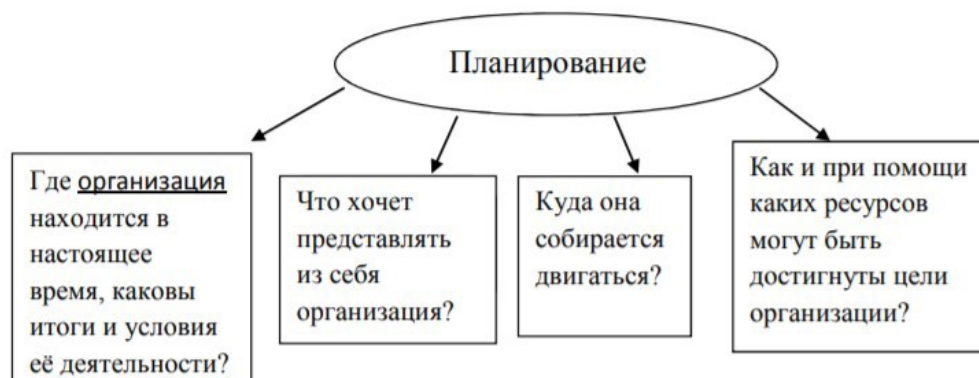 Планирование
Где организация
находится в
настоящее
время, каковы
итоги и условия
её деятельности?
Что хочет
представлять
из себя
организация?
Куда она
собирается
двигаться?
Как и при помощи
каких ресурсов
могут быть
достигнуты цели
организации?